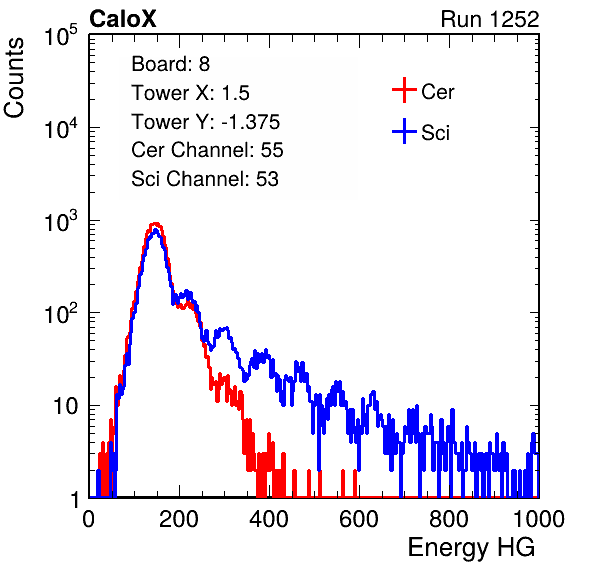 CaloX Run 1252
Counts
Board: 8
Tower X: 1.5
Tower Y: -1.375
Cer Channel: 55
Sci Channel: 53
Cer
Sci
10^5
10^4
10^3
10^2
10
1
0 200 400 600 800 1000
Energy HG